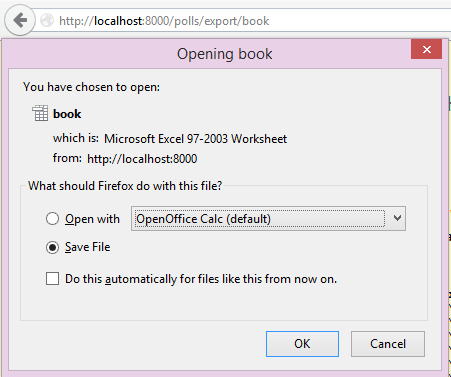 http://localhost:8000/polls/export/book
Opening book
You have chosen to open:
book
which is: Microsoft Excel 97-2003 Worksheet
from: http://localhost:8000
What should Firefox do with this file?
Open with OpenOffice Calc (default)
Save File
Do this automatically for files like this from now on.
OK Cancel